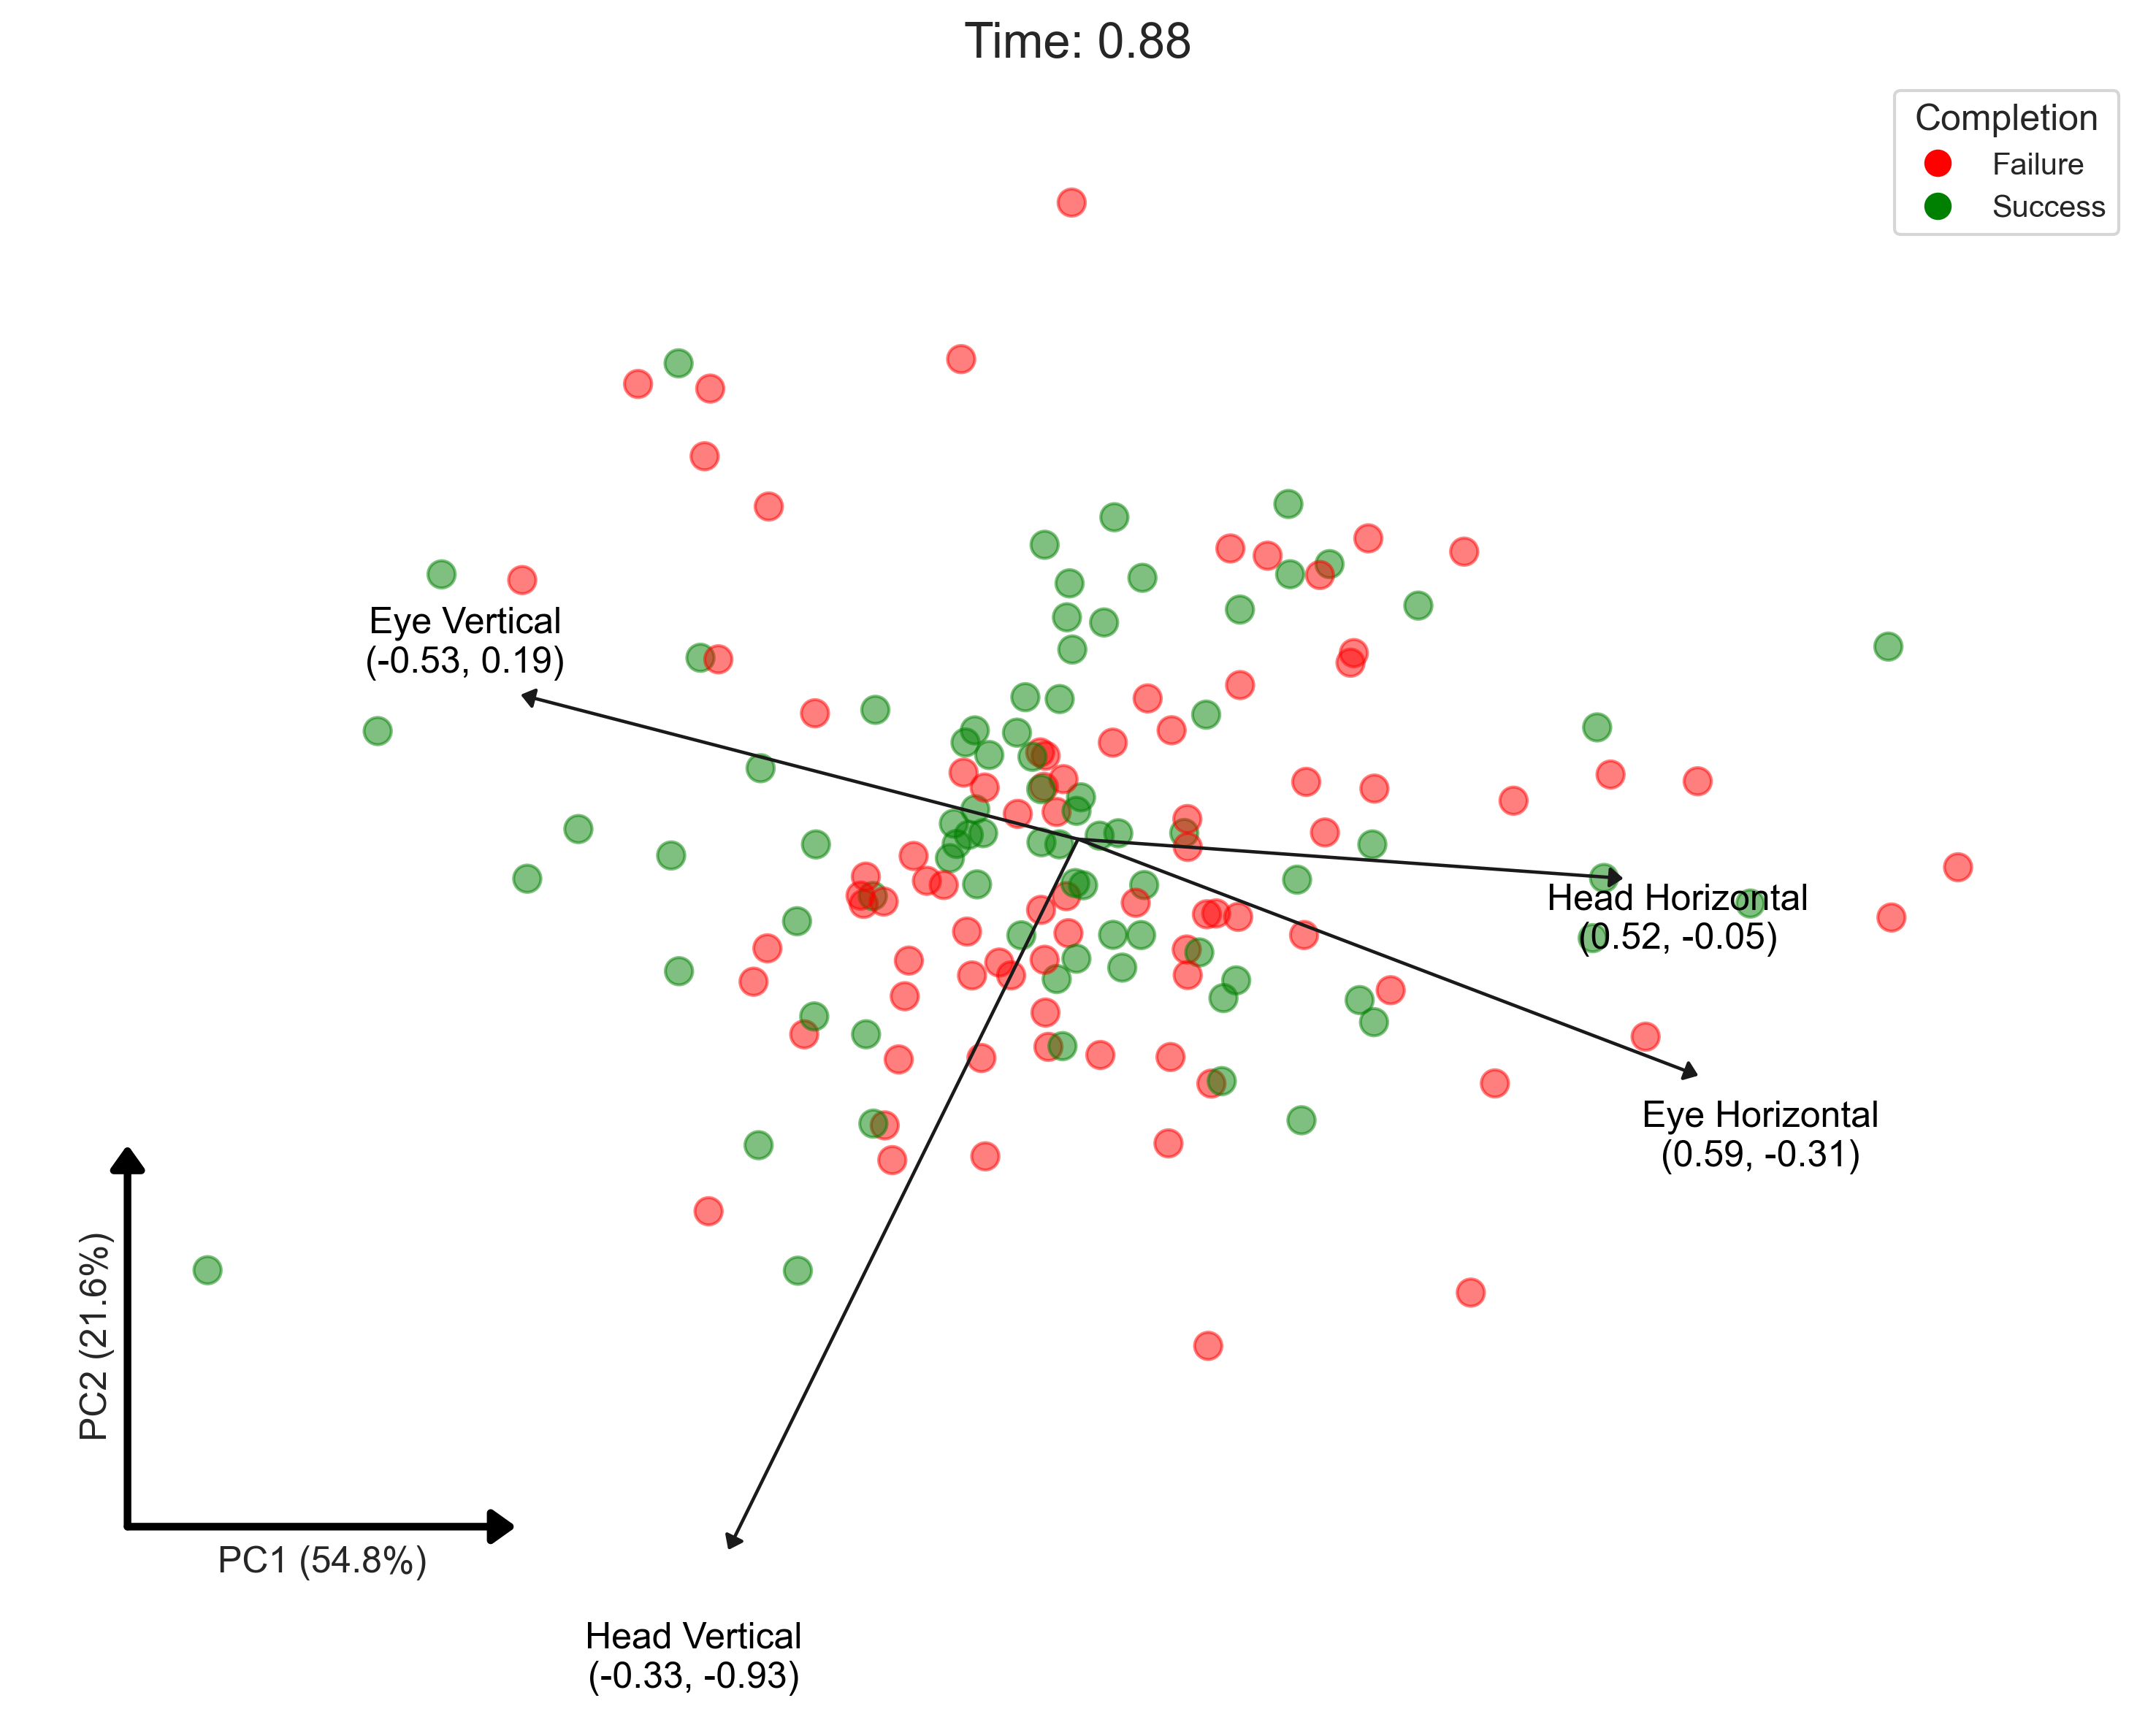 Time: 0.88
Completion
Failure
Success
Eye Vertical
(-0.53, 0.19)
Head Horizontal
(0.52, -0.05)
Eye Horizontal
(0.59, -0.31)
PC2 (21.6%)
PC1 (54.8%)
Head Vertical
(-0.33, -0.93)